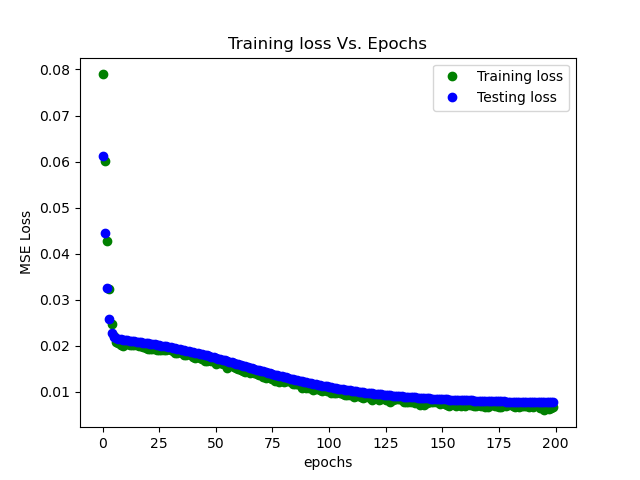 Training loss Vs. Epochs
Training loss
Testing loss
0.08
0.07
0.06
0.05
0.04
0.03
0.02
0.01
MSE Loss
0 25 50 75 100 125 150 175 200
epochs